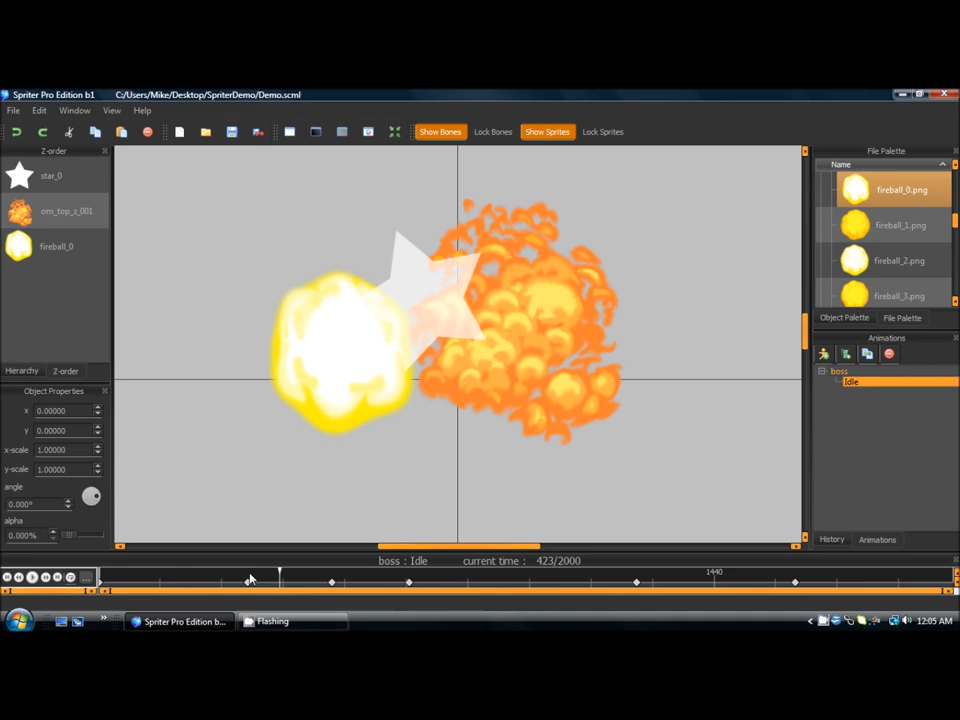 Spriter Pro Edition b1 C:/Users/Mike/Desktop/SpriterDemo/Demo.scml
File Edit Window View Help
Show Bones Lock Bones Show Sprites Lock Sprites
Z-order
star_0
om_top_z_001
fireball_0
Hierarchy Z-order
Object Properties
x 0.00000
y 0.00000
x-scale 1.00000
y-scale 1.00000
angle
0.000°
alpha
0.000%
File Palette
Name
fireball_0.png
fireball_1.png
fireball_2.png
fireball_3.png
Object Palette File Palette
Animations
boss
Idle
History Animations
boss : Idle current time : 423/2000
1440
...
Spriter Pro Edition b... Flashing
12:05 AM